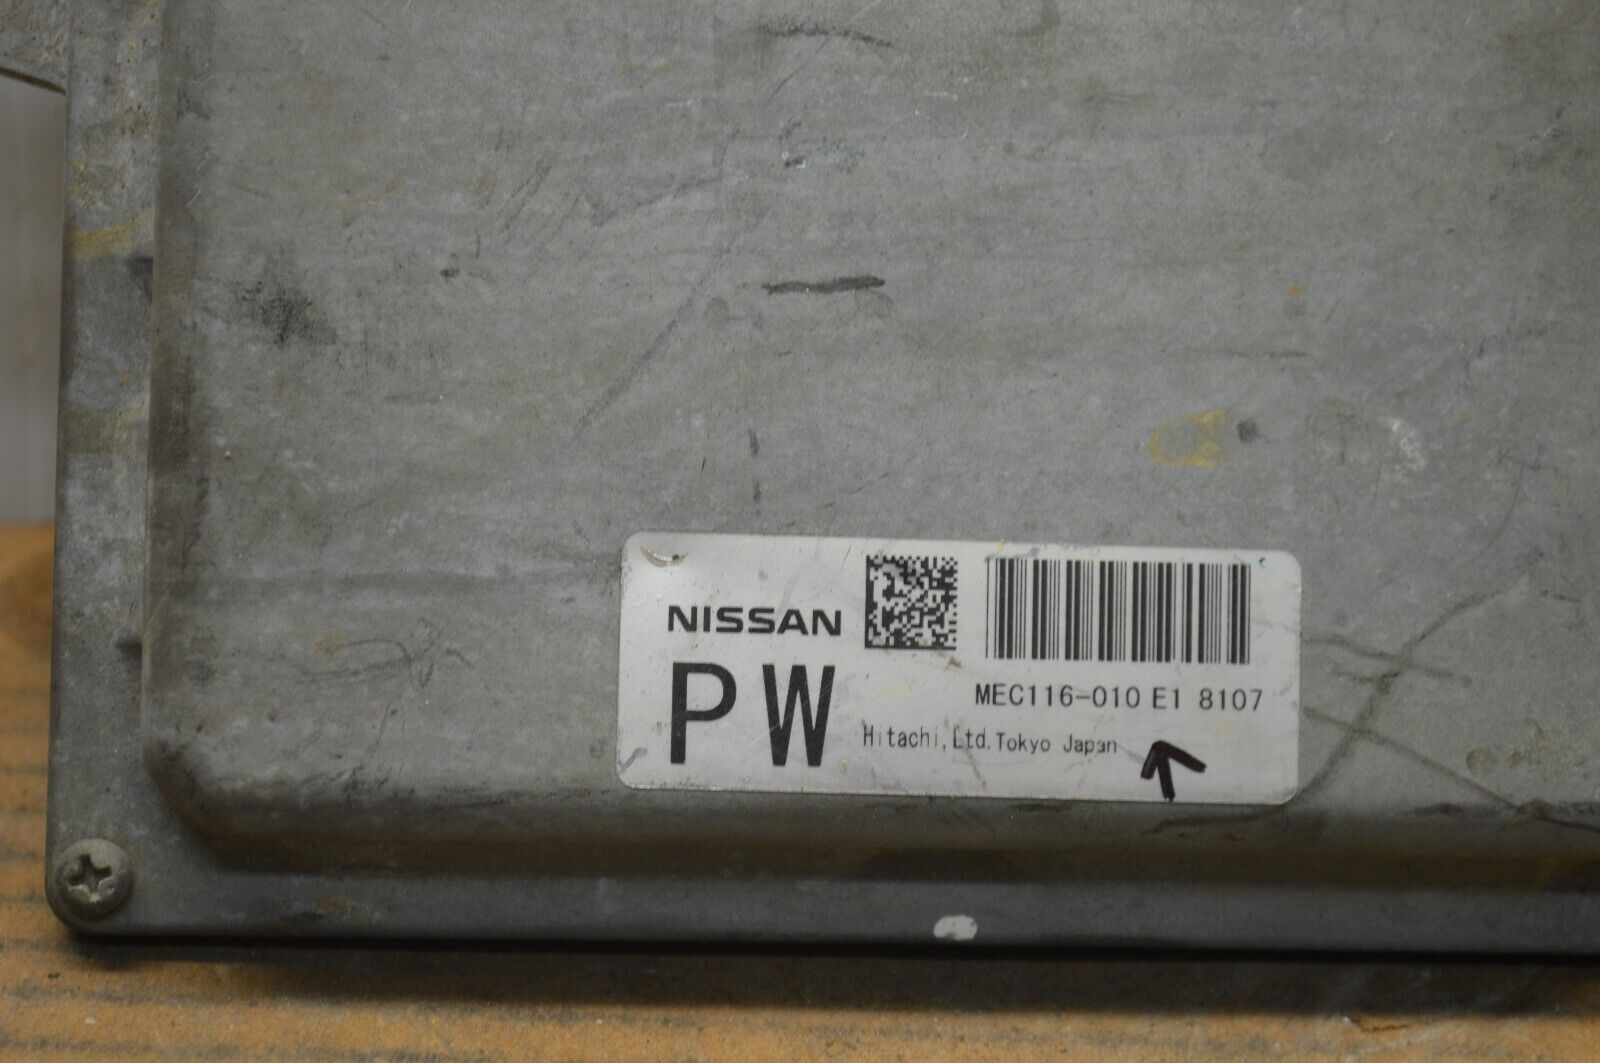 NISSAN
PW
MEC116-010 E1 8107
Hitachi,Ltd.Tokyo Japan